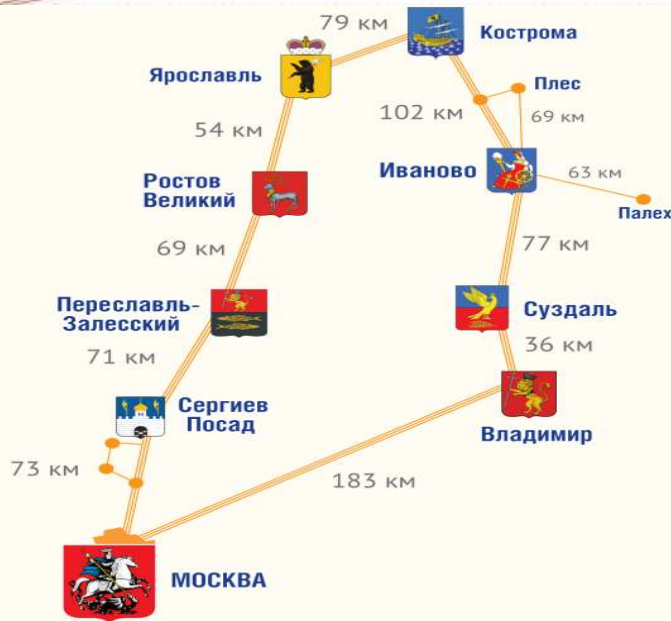 79 км
Кострома
Ярославль
Плес
102 км
69 км
54 км
Иваново
63 км
Ростов
Великий
Палех
69 км
77 км
Переславль-
Залесский
Суздаль
71 км
36 км
Сергиев
Посад
Владимир
73 км
183 км
МОСКВА